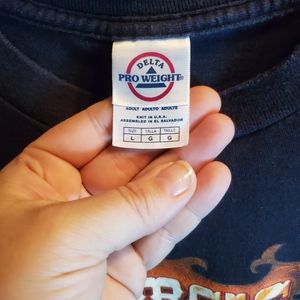 DELTA
PRO WEIGHT®
ADULT ADULTO ADULTE
KNIT IN U.S.A.
ASSEMBLED IN EL SALVADOR
SIZE TALLA TAILLE
L G G